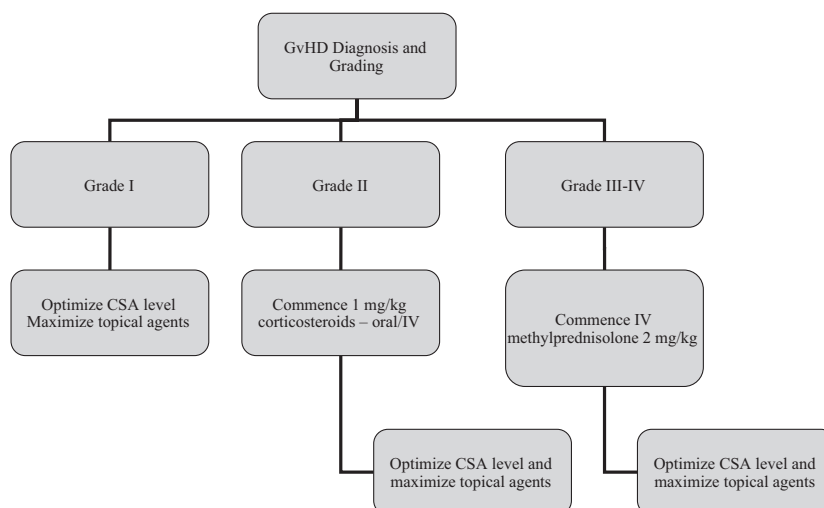 GvHD Diagnosis and
Grading
Grade I
Grade II
Grade III-IV
Optimize CSA level
Maximize topical agents
Commence 1 mg/kg
corticosteroids – oral/IV
Commence IV
methylprednisolone 2 mg/kg
Optimize CSA level and
maximize topical agents
Optimize CSA level and
maximize topical agents